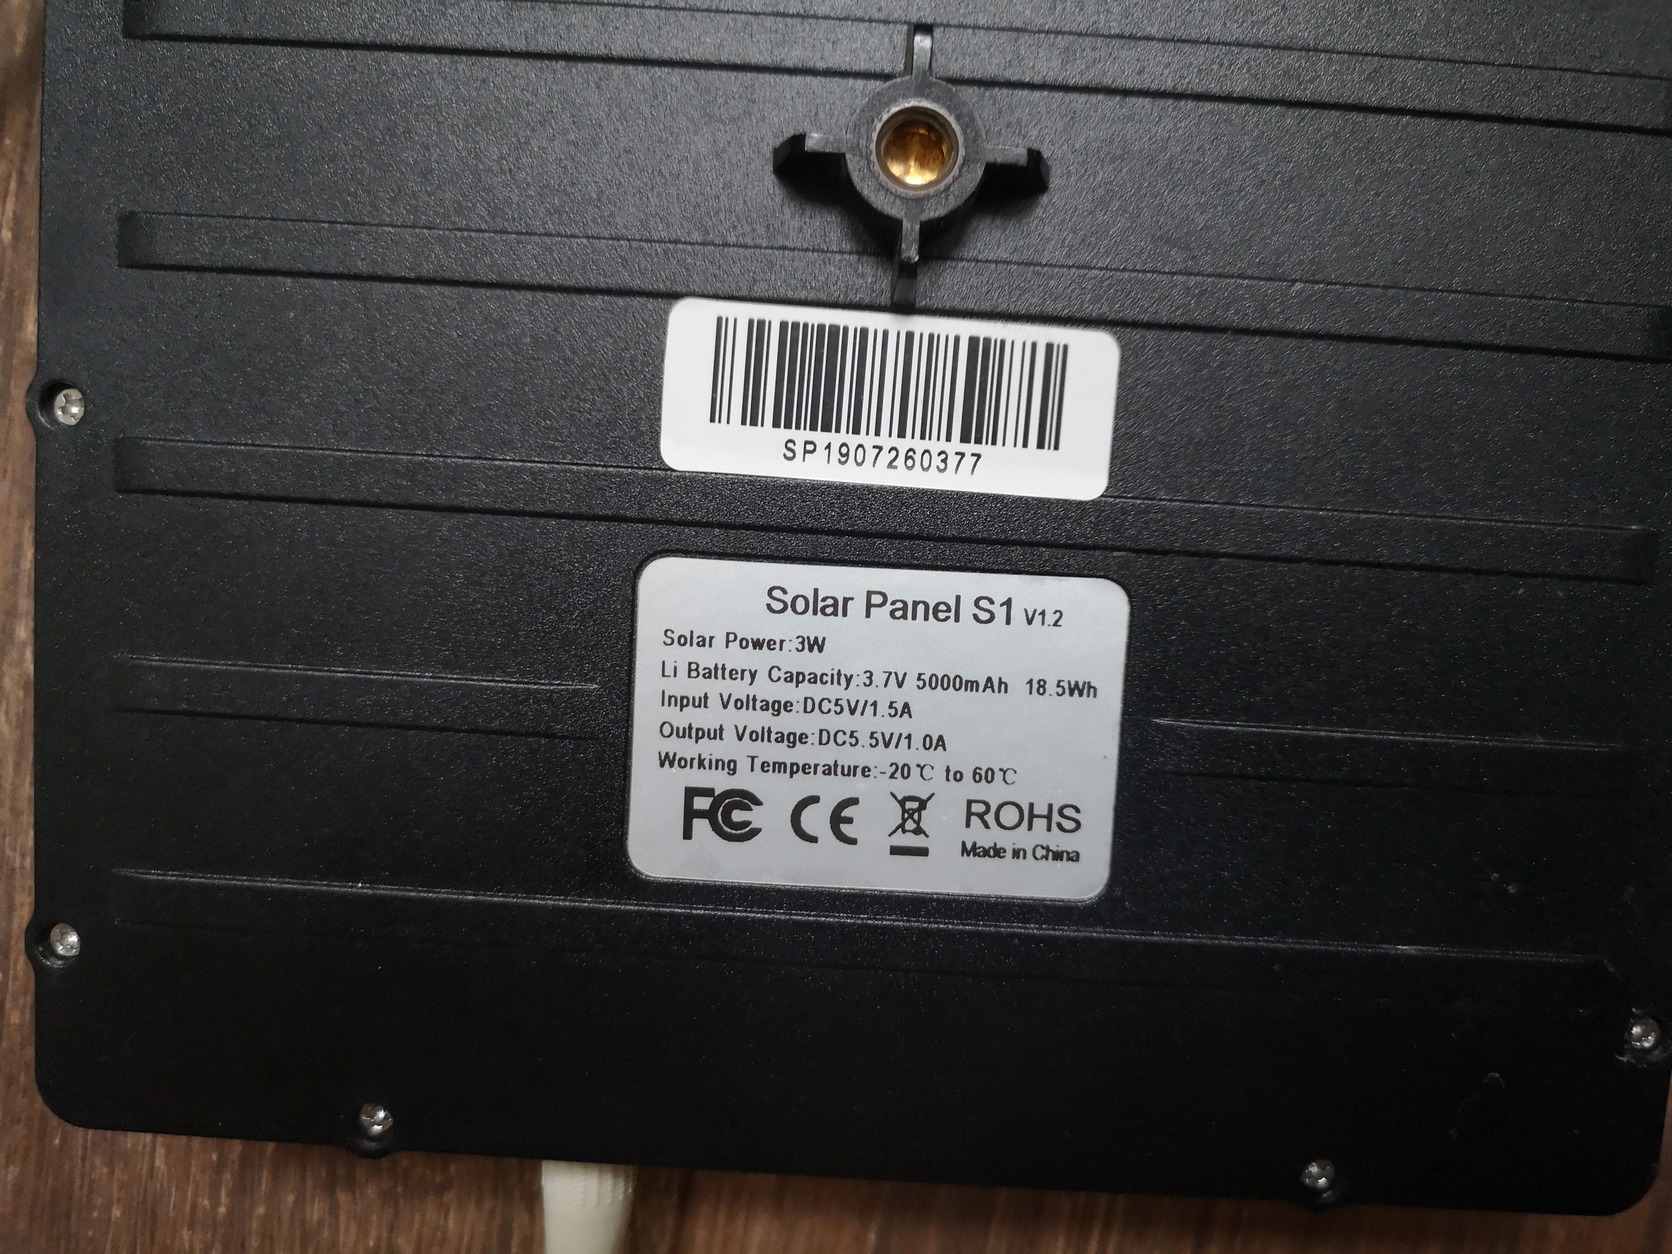 SP1907260377
Solar Panel S1 V1.2
Solar Power:3W
Li Battery Capacity:3.7V 5000mAh 18.5Wh
Input Voltage:DC5V/1.5A
Output Voltage:DC5.5V/1.0A
Working Temperature:-20℃ to 60℃
FC CE ROHS
Made in China